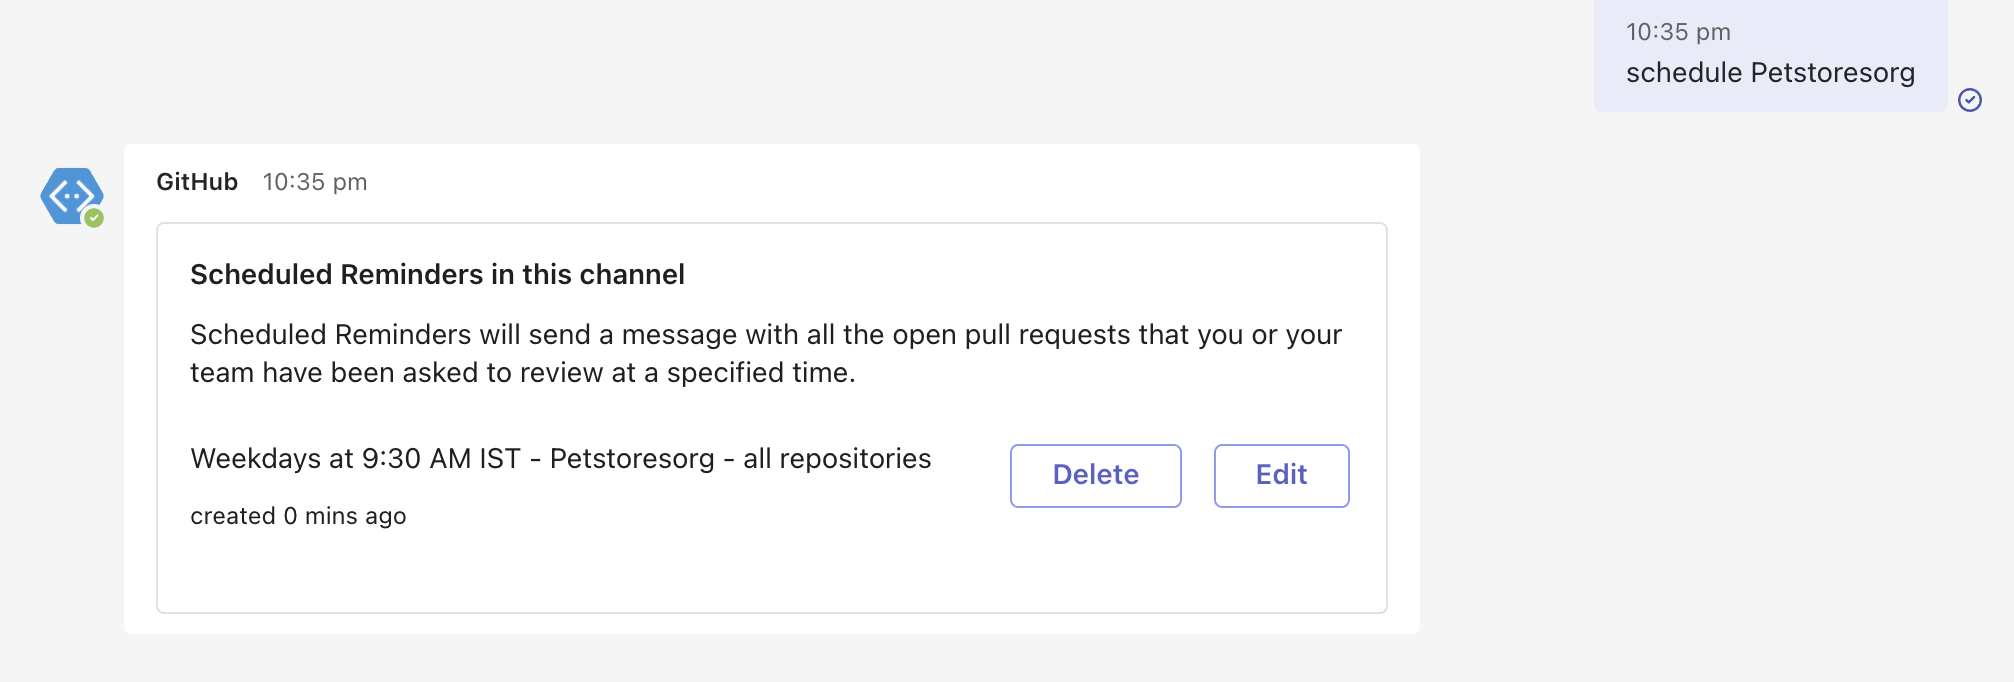 10:35 pm
schedule Petstoresorg
GitHub 10:35 pm
Scheduled Reminders in this channel
Scheduled Reminders will send a message with all the open pull requests that you or your
team have been asked to review at a specified time.
Weekdays at 9:30 AM IST - Petstoresorg - all repositories
Delete Edit
created 0 mins ago